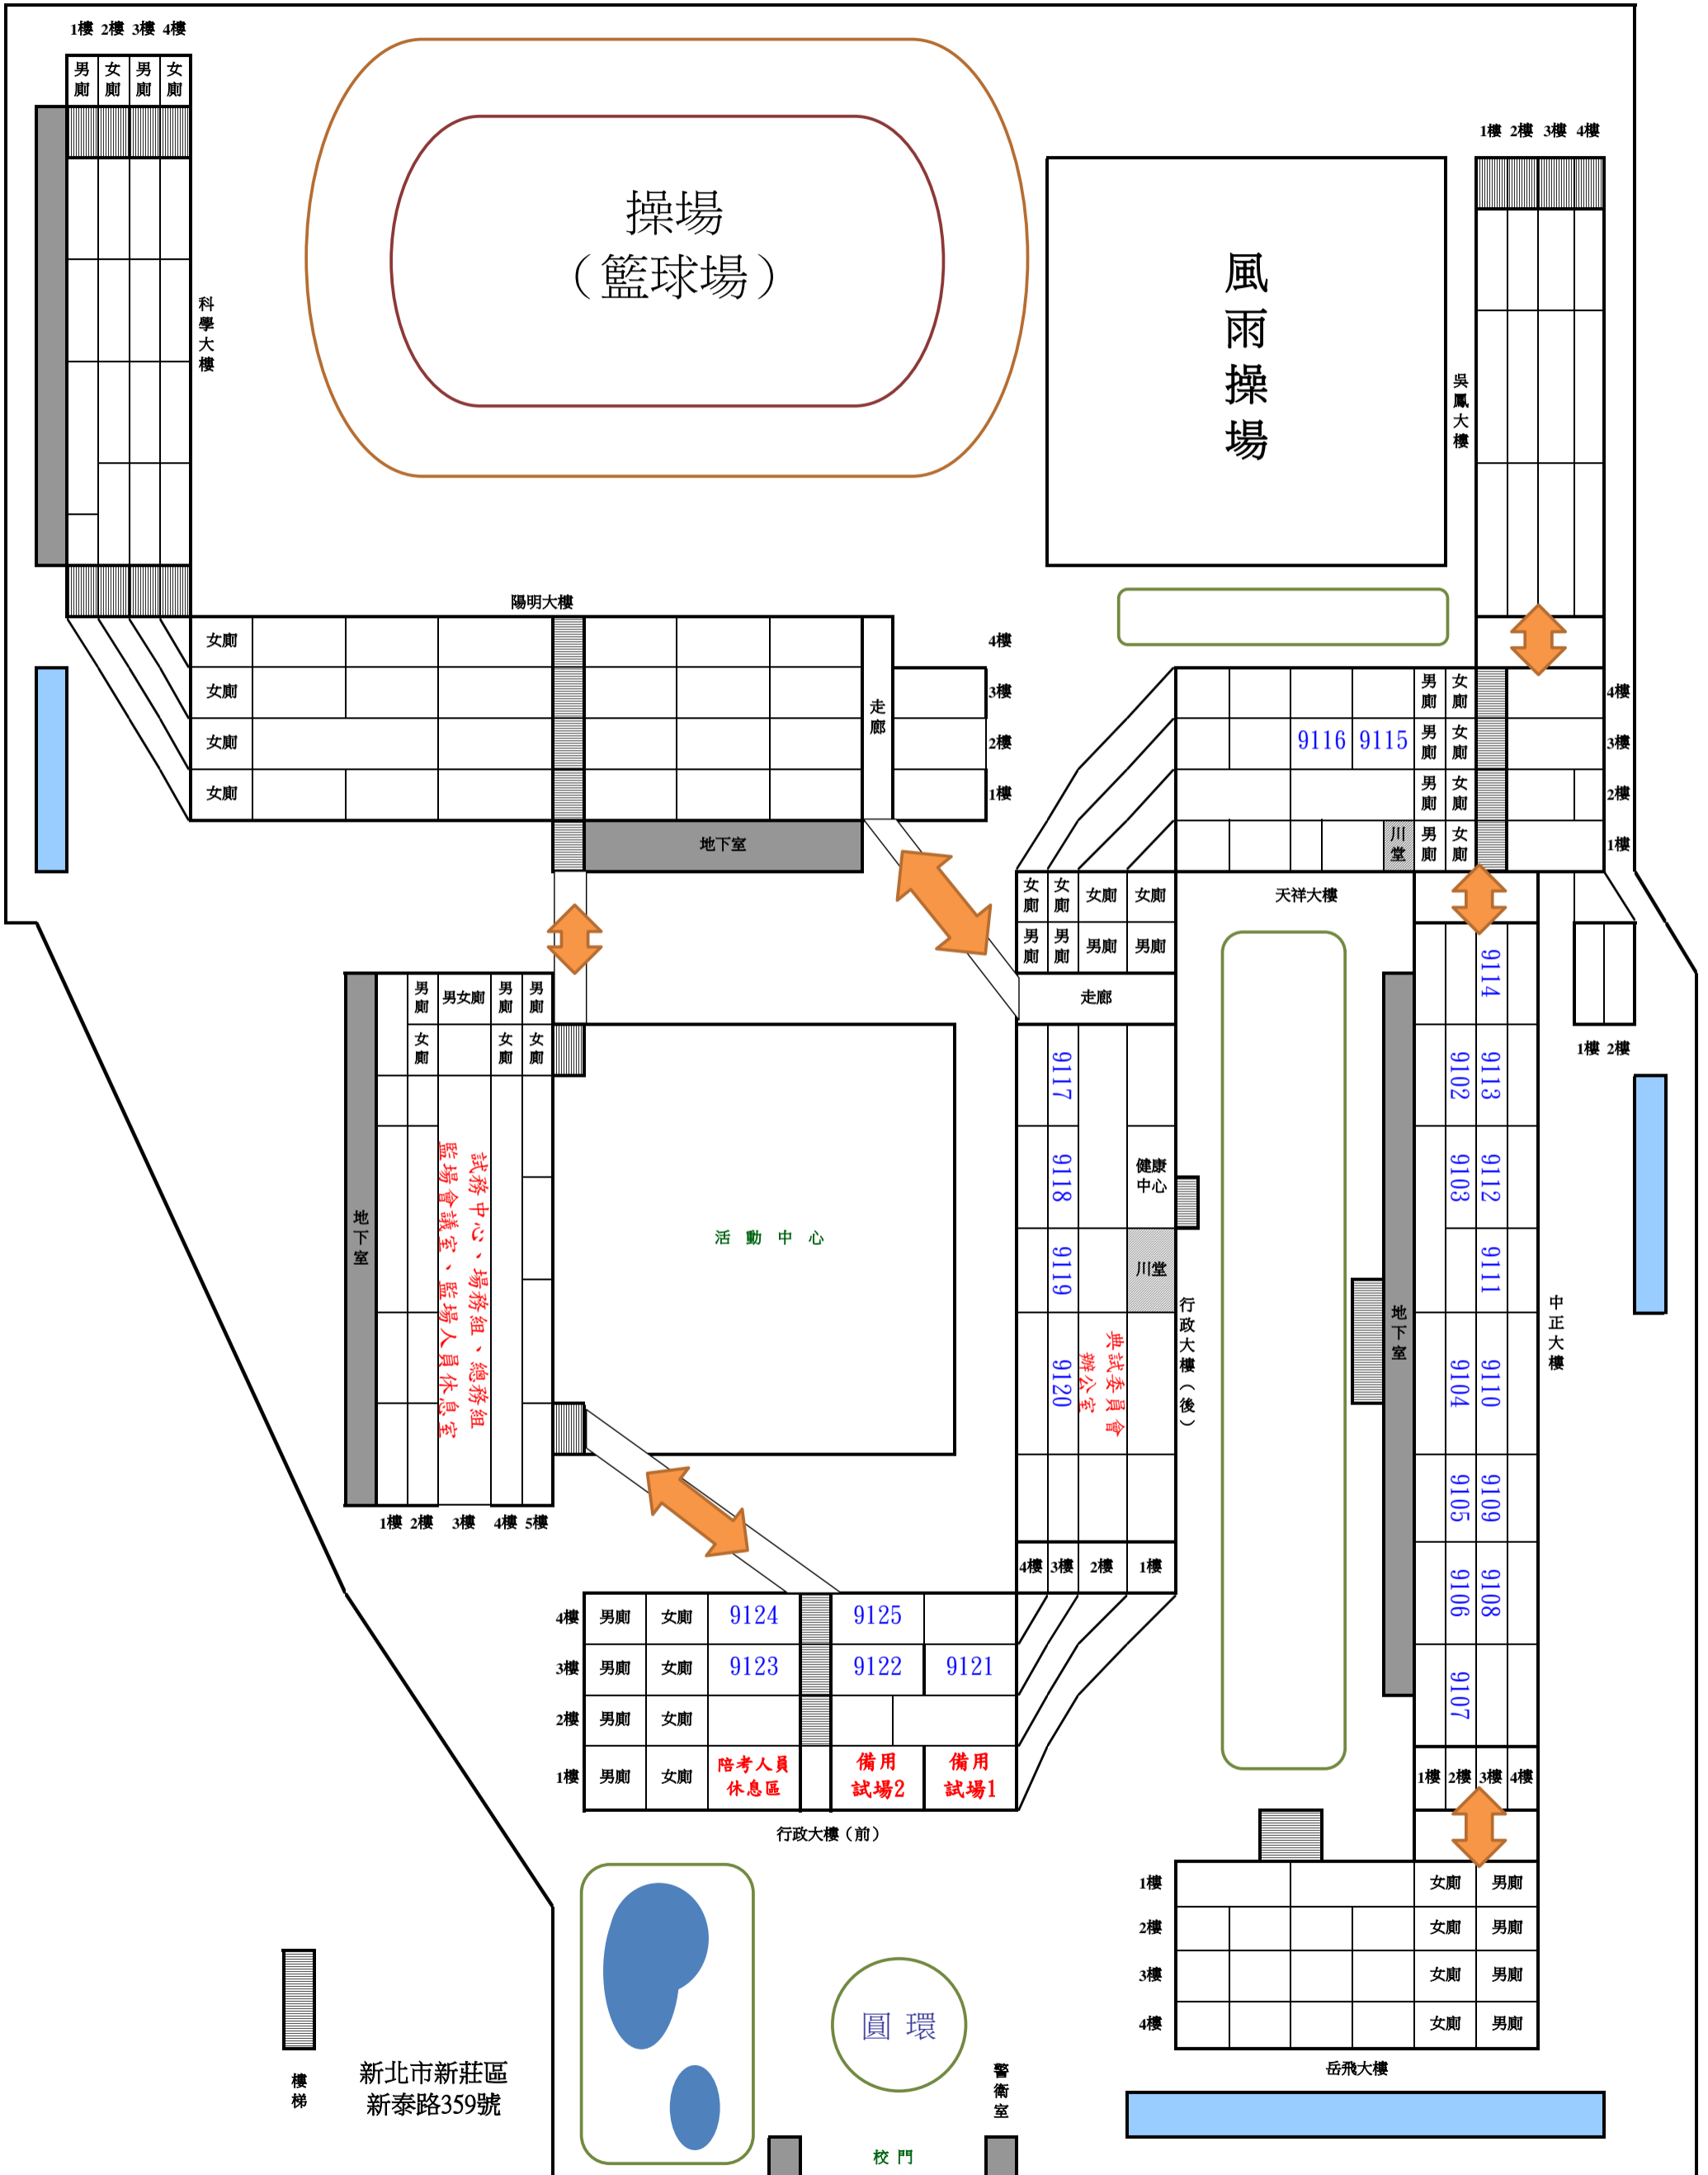 1樓 2樓 3樓 4樓
男廁 女廁 男廁 女廁
科學大樓
操場
（籃球場）
風雨操場
1樓 2樓 3樓 4樓
吳鳳大樓
陽明大樓
女廁 4樓
女廁 3樓
女廁 2樓
女廁 1樓
走廊
地下室
男廁 女廁 4樓
9116 9115 男廁 女廁 3樓
男廁 女廁 2樓
川堂 男廁 女廁 1樓
天祥大樓
女廁 女廁 女廁 女廁
男廁 男廁 男廁 男廁
走廊
9117
9118
9119
9120
健康
中心
川堂
典試委員會
辦公室
行政大樓（後）
4樓 3樓 2樓 1樓
男廁 男女廁 男廁 男廁
女廁 女廁 女廁
地下室
試務中心、場務組、總務組
監場會議室、監場人員休息室
1樓 2樓 3樓 4樓 5樓
活動中心
9114
9102 9113
9103 9112
9111
9104 9110
9105 9109
9106 9108
9107
地下室
中正大樓
1樓 2樓
1樓 2樓 3樓 4樓
4樓 男廁 女廁 9124 9125
3樓 男廁 女廁 9123 9122 9121
2樓 男廁 女廁
1樓 男廁 女廁
陪考人員
休息區
備用
試場2
備用
試場1
行政大樓（前）
1樓 女廁 男廁
2樓 女廁 男廁
3樓 女廁 男廁
4樓 女廁 男廁
岳飛大樓
圓環
警衛室
校門
樓梯
新北市新莊區
新泰路359號